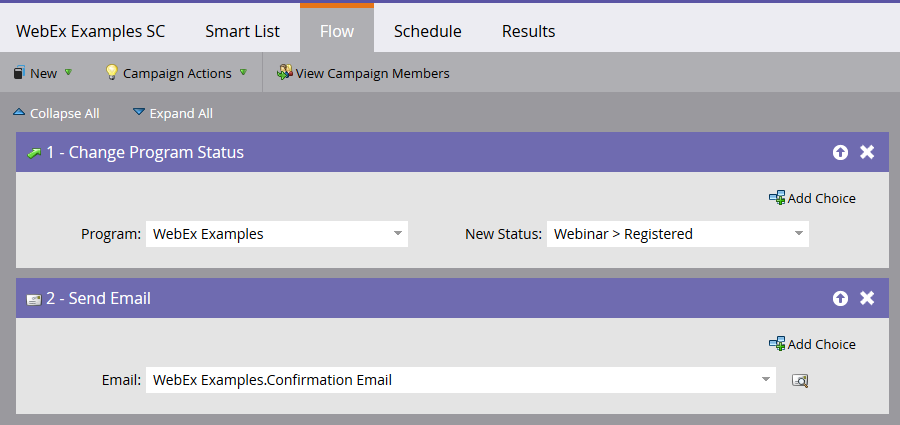 WebEx Examples SC Smart List Flow Schedule Results
New Campaign Actions View Campaign Members
Collapse All Expand All
1 - Change Program Status
Add Choice
Program: WebEx Examples New Status: Webinar > Registered
2 - Send Email
Add Choice
Email: WebEx Examples.Confirmation Email